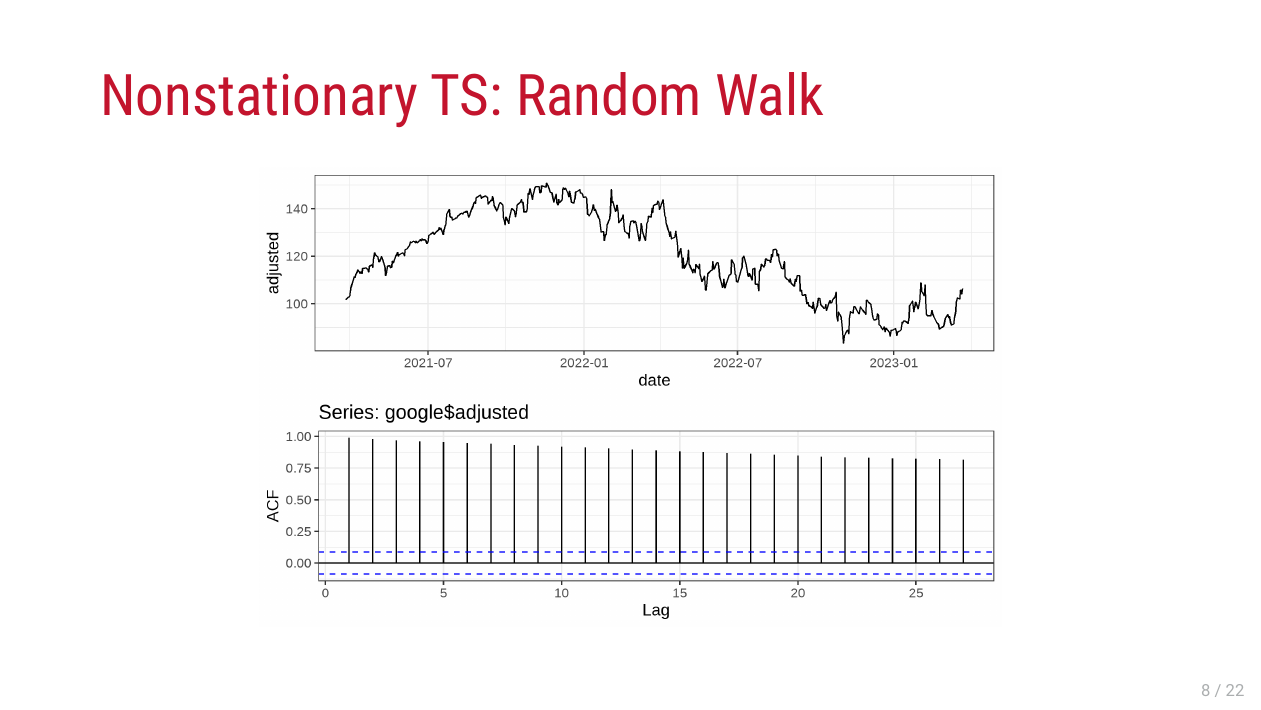 Nonstationary TS: Random Walk
140
120
100
adjusted
2021-07 2022-01 2022-07 2023-01
date
Series: google$adjusted
1.00
0.75
0.50
0.25
0.00
ACF
0 5 10 15 20 25
Lag
8 / 22